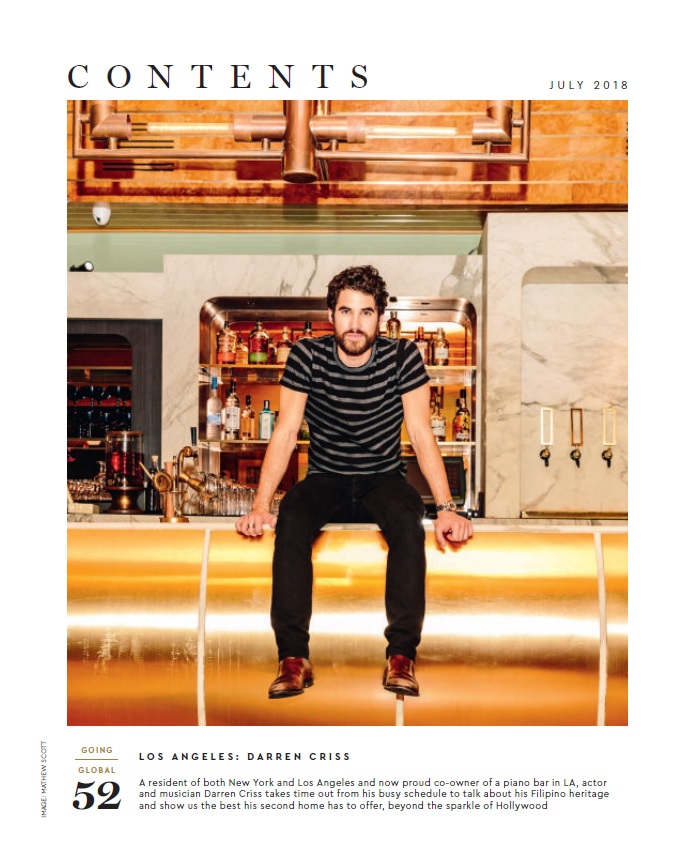 CONTENTS
JULY 2018
GOING
GLOBAL
52
LOS ANGELES: DARREN CRISS
A resident of both New York and Los Angeles and now proud co-owner of a piano bar in LA, actor
and musician Darren Criss takes time out from his busy schedule to talk about his Filipino heritage
and show us the best his second home has to offer, beyond the sparkle of Hollywood
IMAGE: MATHEW SCOTT